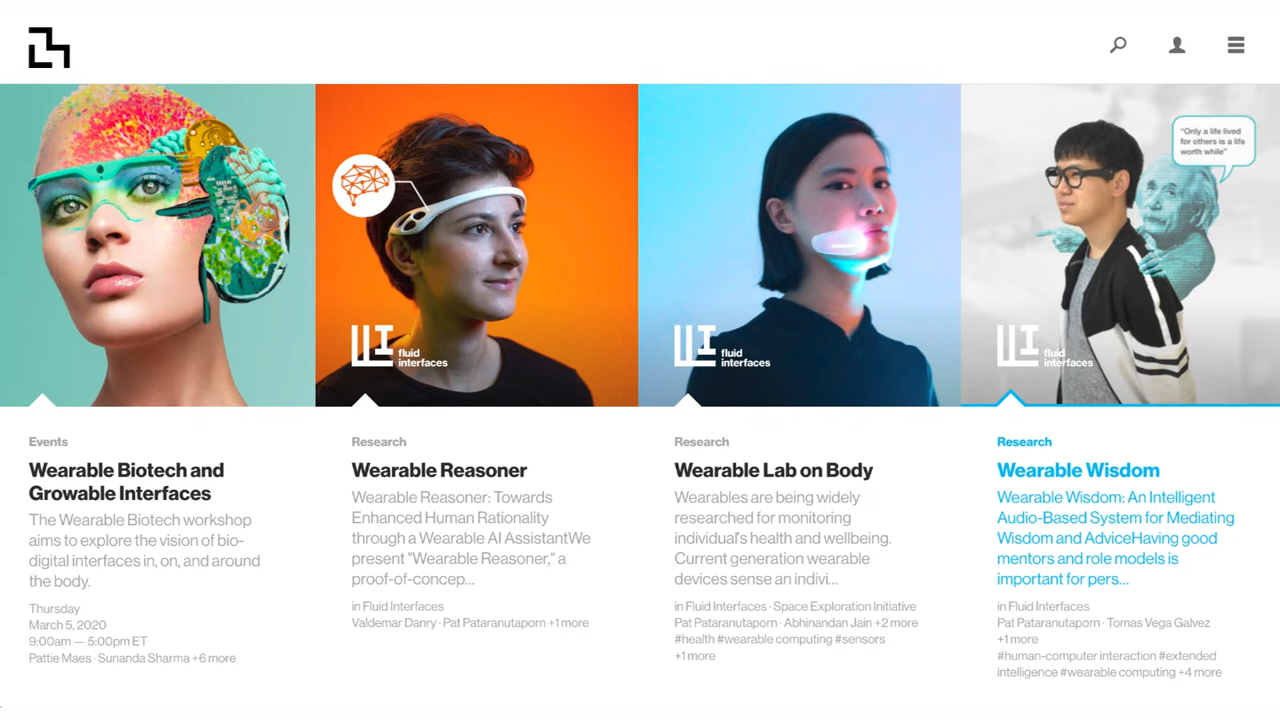 "Only a life lived
for others is a life
worth while"
fluid
interfaces
fluid
interfaces
fluid
interfaces
Events
Wearable Biotech and
Growable Interfaces
The Wearable Biotech workshop
aims to explore the vision of bio-
digital interfaces in, on, and around
the body.
Thursday
March 5, 2020
9:00am — 5:00pm ET
Pattie Maes · Sunanda Sharma +6 more
Research
Wearable Reasoner
Wearable Reasoner: Towards
Enhanced Human Rationality
through a Wearable AI AssistantWe
present "Wearable Reasoner," a
proof-of-concep...
in Fluid Interfaces
Valdemar Danry · Pat Pataranutaporn +1 more
Research
Wearable Lab on Body
Wearables are being widely
researched for monitoring
individual's health and wellbeing.
Current generation wearable
devices sense an indivi...
in Fluid Interfaces · Space Exploration Initiative
Pat Pataranutaporn · Abhinandan Jain +2 more
#health #wearable computing #sensors
+1 more
Research
Wearable Wisdom
Wearable Wisdom: An Intelligent
Audio-Based System for Mediating
Wisdom and AdviceHaving good
mentors and role models is
important for pers...
in Fluid Interfaces
Pat Pataranutaporn · Tomas Vega Galvez
+1 more
#human-computer interaction #extended
intelligence #wearable computing +4 more